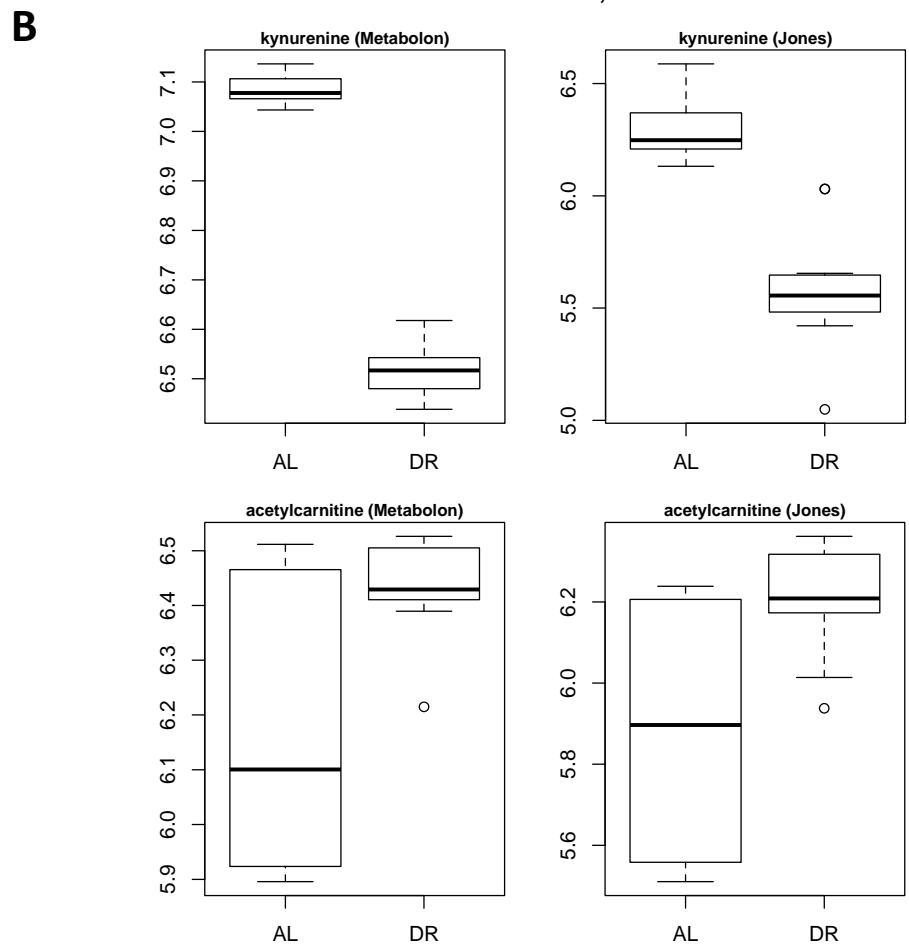 B
kynurenine (Metabolon)
7.1
7.0
6.9
6.8
6.7
6.6
6.5
AL DR
kynurenine (Jones)
6.5
6.0
5.5
5.0
AL DR
acetylcarnitine (Metabolon)
6.5
6.4
6.3
6.2
6.1
6.0
5.9
AL DR
acetylcarnitine (Jones)
6.2
6.0
5.8
5.6
AL DR